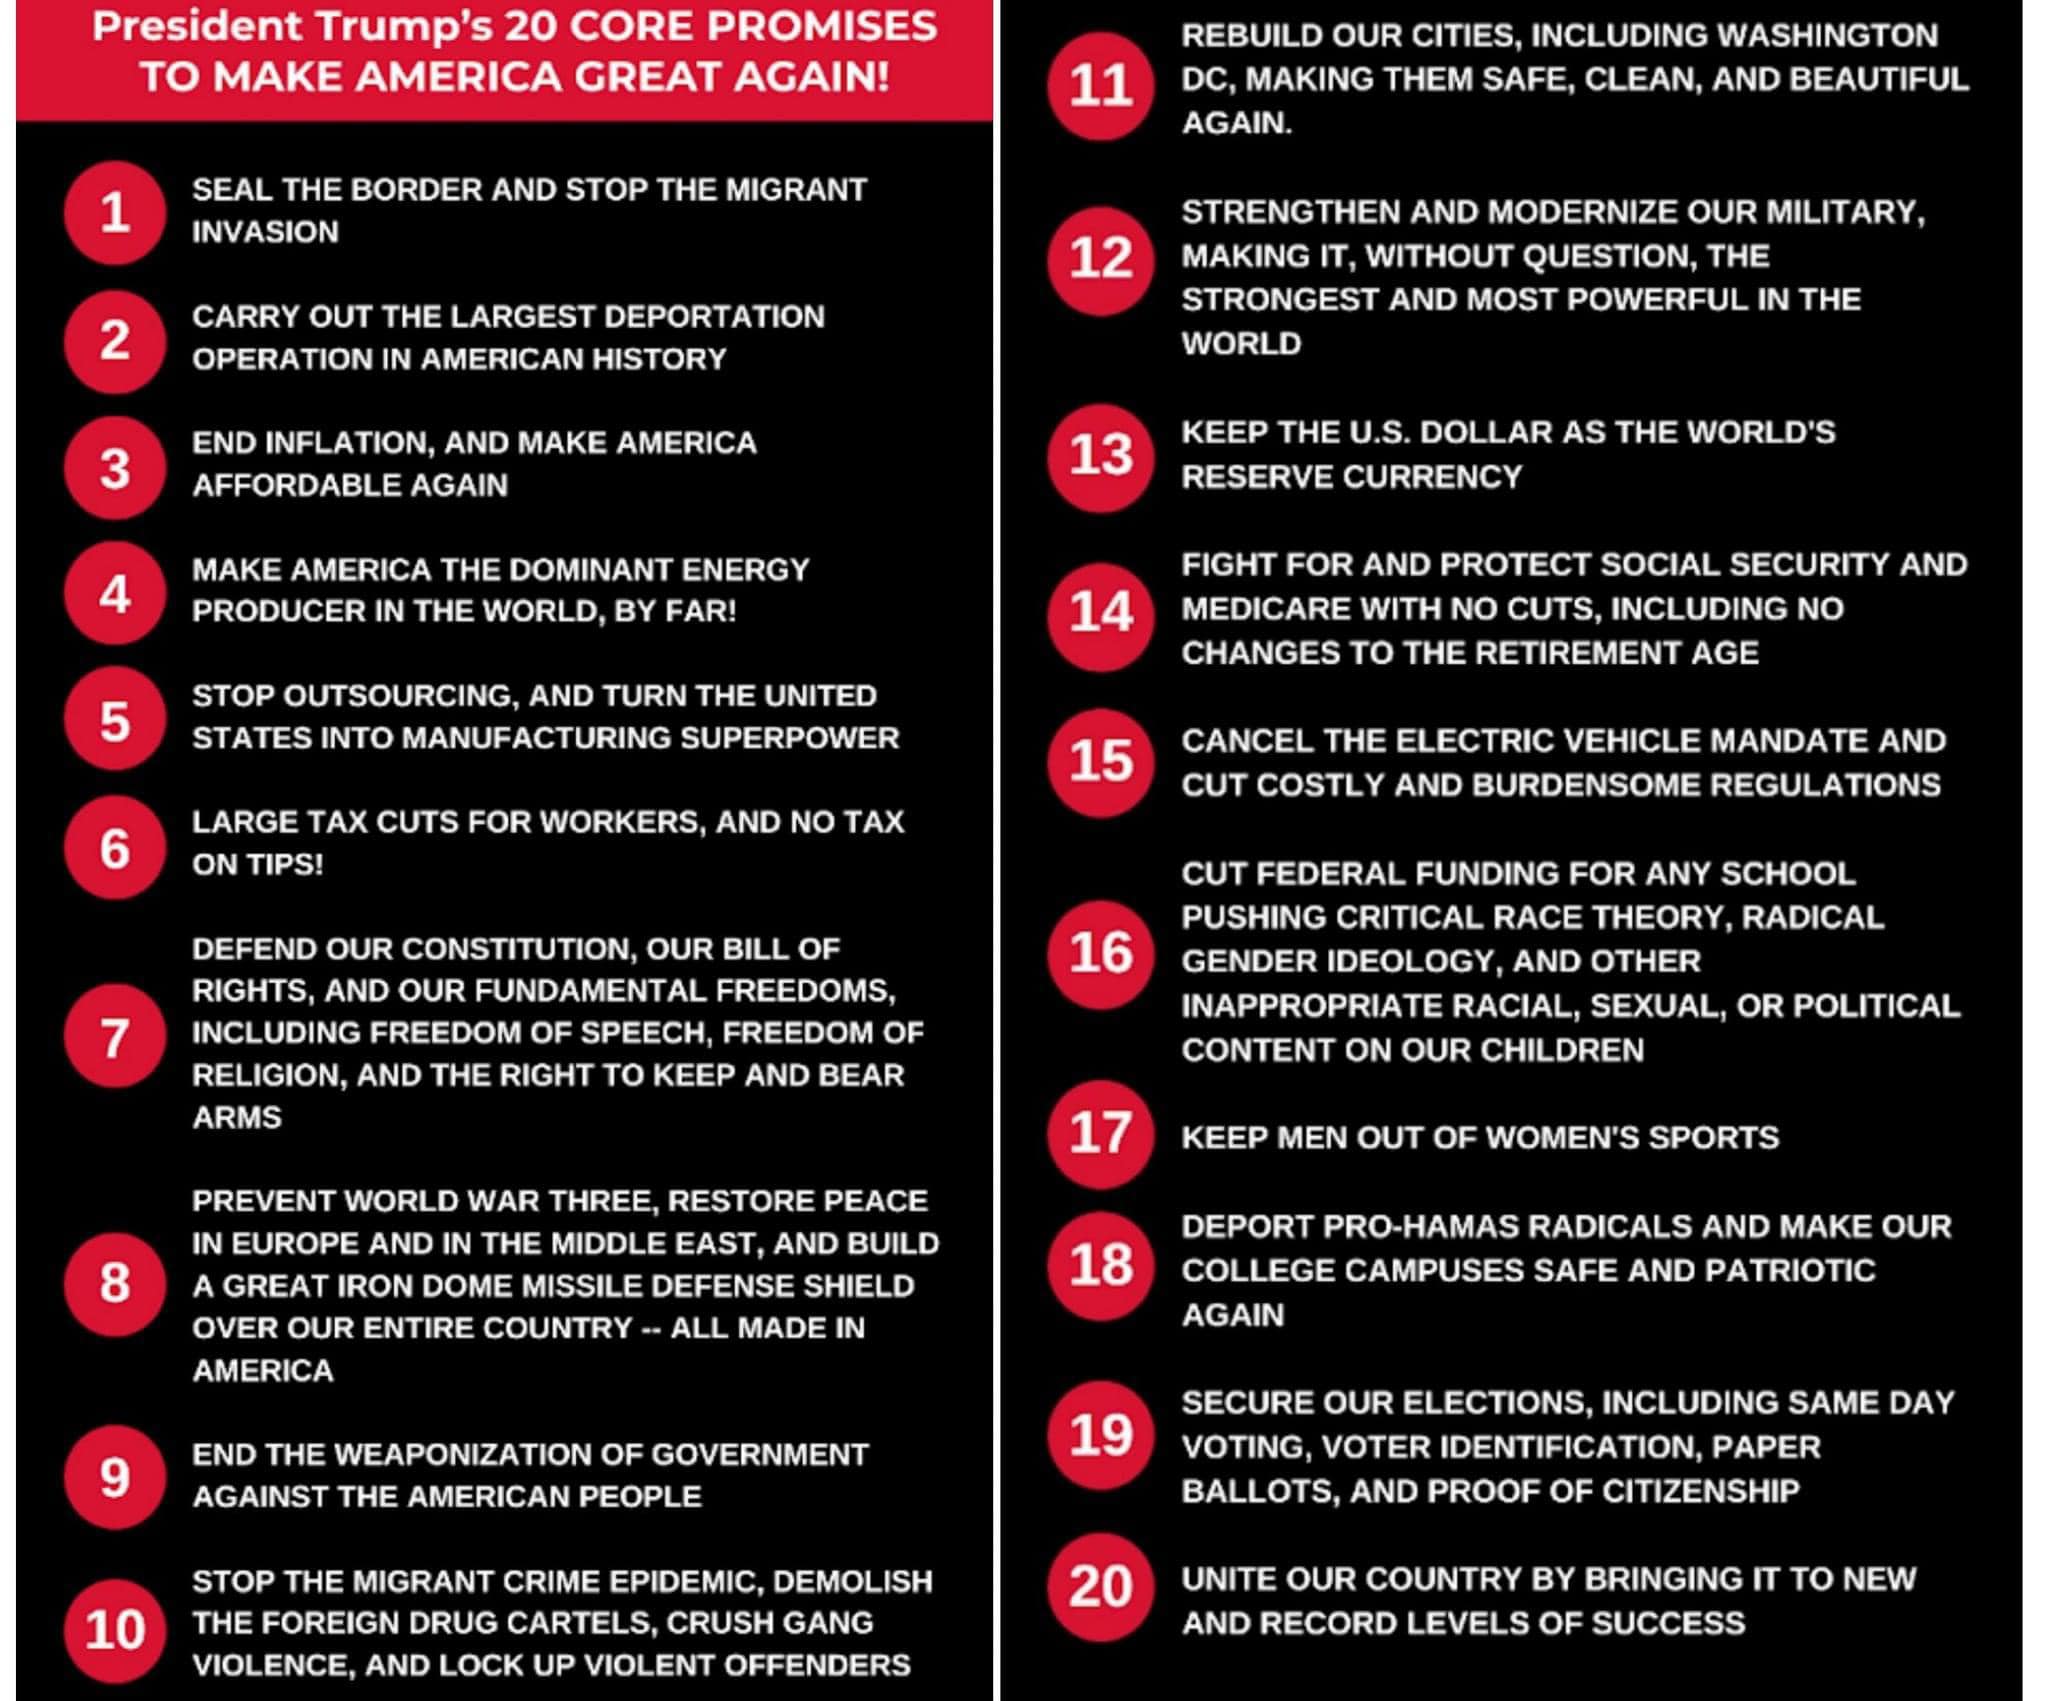 President Trump's 20 CORE PROMISES
TO MAKE AMERICA GREAT AGAIN!
1
SEAL THE BORDER AND STOP THE MIGRANT
INVASION
2
CARRY OUT THE LARGEST DEPORTATION
OPERATION IN AMERICAN HISTORY
3
END INFLATION, AND MAKE AMERICA
AFFORDABLE AGAIN
4
MAKE AMERICA THE DOMINANT ENERGY
PRODUCER IN THE WORLD, BY FAR!
5
STOP OUTSOURCING, AND TURN THE UNITED
STATES INTO MANUFACTURING SUPERPOWER
6
LARGE TAX CUTS FOR WORKERS, AND NO TAX
ON TIPS!
7
DEFEND OUR CONSTITUTION, OUR BILL OF
RIGHTS, AND OUR FUNDAMENTAL FREEDOMS,
INCLUDING FREEDOM OF SPEECH, FREEDOM OF
RELIGION, AND THE RIGHT TO KEEP AND BEAR
ARMS
8
PREVENT WORLD WAR THREE, RESTORE PEACE
IN EUROPE AND IN THE MIDDLE EAST, AND BUILD
A GREAT IRON DOME MISSILE DEFENSE SHIELD
OVER OUR ENTIRE COUNTRY -- ALL MADE IN
AMERICA
9
END THE WEAPONIZATION OF GOVERNMENT
AGAINST THE AMERICAN PEOPLE
10
STOP THE MIGRANT CRIME EPIDEMIC, DEMOLISH
THE FOREIGN DRUG CARTELS, CRUSH GANG
VIOLENCE, AND LOCK UP VIOLENT OFFENDERS
11
REBUILD OUR CITIES, INCLUDING WASHINGTON
DC, MAKING THEM SAFE, CLEAN, AND BEAUTIFUL
AGAIN.
12
STRENGTHEN AND MODERNIZE OUR MILITARY,
MAKING IT, WITHOUT QUESTION, THE
STRONGEST AND MOST POWERFUL IN THE
WORLD
13
KEEP THE U.S. DOLLAR AS THE WORLD'S
RESERVE CURRENCY
14
FIGHT FOR AND PROTECT SOCIAL SECURITY AND
MEDICARE WITH NO CUTS, INCLUDING NO
CHANGES TO THE RETIREMENT AGE
15
CANCEL THE ELECTRIC VEHICLE MANDATE AND
CUT COSTLY AND BURDENSOME REGULATIONS
16
CUT FEDERAL FUNDING FOR ANY SCHOOL
PUSHING CRITICAL RACE THEORY, RADICAL
GENDER IDEOLOGY, AND OTHER
INAPPROPRIATE RACIAL, SEXUAL, OR POLITICAL
CONTENT ON OUR CHILDREN
17
KEEP MEN OUT OF WOMEN'S SPORTS
18
DEPORT PRO-HAMAS RADICALS AND MAKE OUR
COLLEGE CAMPUSES SAFE AND PATRIOTIC
AGAIN
19
SECURE OUR ELECTIONS, INCLUDING SAME DAY
VOTING, VOTER IDENTIFICATION, PAPER
BALLOTS, AND PROOF OF CITIZENSHIP
20
UNITE OUR COUNTRY BY BRINGING IT TO NEW
AND RECORD LEVELS OF SUCCESS